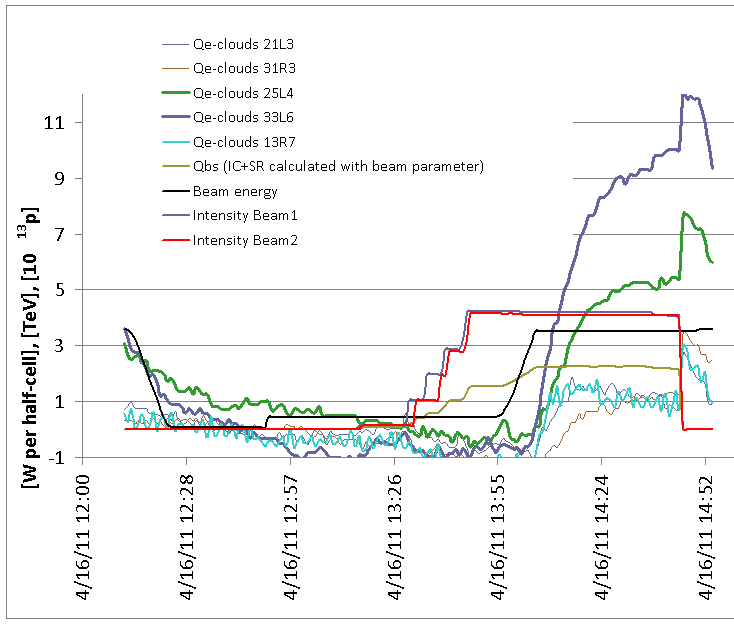 Qe-clouds 21L3
Qe-clouds 31R3
Qe-clouds 25L4
Qe-clouds 33L6
Qe-clouds 13R7
Qbs (IC+SR calculated with beam parameter)
Beam energy
Intensity Beam1
Intensity Beam2
[W per half-cell], [TeV], [10 13p]
11
9
7
5
3
1
-1
4/16/11 12:00
4/16/11 12:28
4/16/11 12:57
4/16/11 13:26
4/16/11 13:55
4/16/11 14:24
4/16/11 14:52